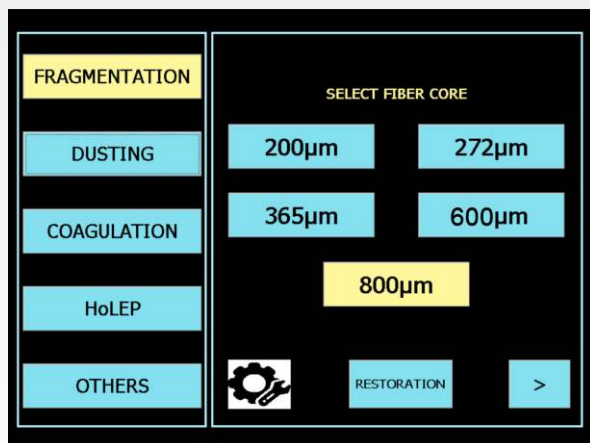 FRAGMENTATION
DUSTING
COAGULATION
HoLEP
OTHERS
SELECT FIBER CORE
200µm
272µm
365µm
600µm
800µm
RESTORATION
>